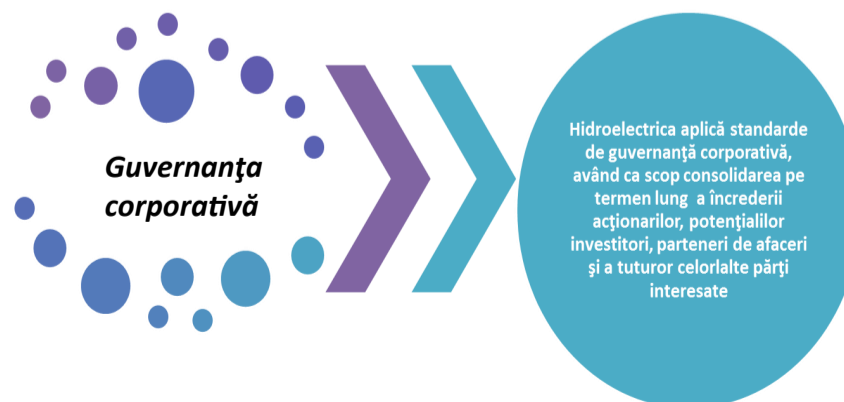 Guvernanţa
corporativă
Hidroelectrica aplică standarde
de guvernanţă corporativă,
având ca scop consolidarea pe
termen lung a încrederii
acţionarilor, potenţialilor
investitori, parteneri de afaceri
şi a tuturor celorlalte părţi
interesate